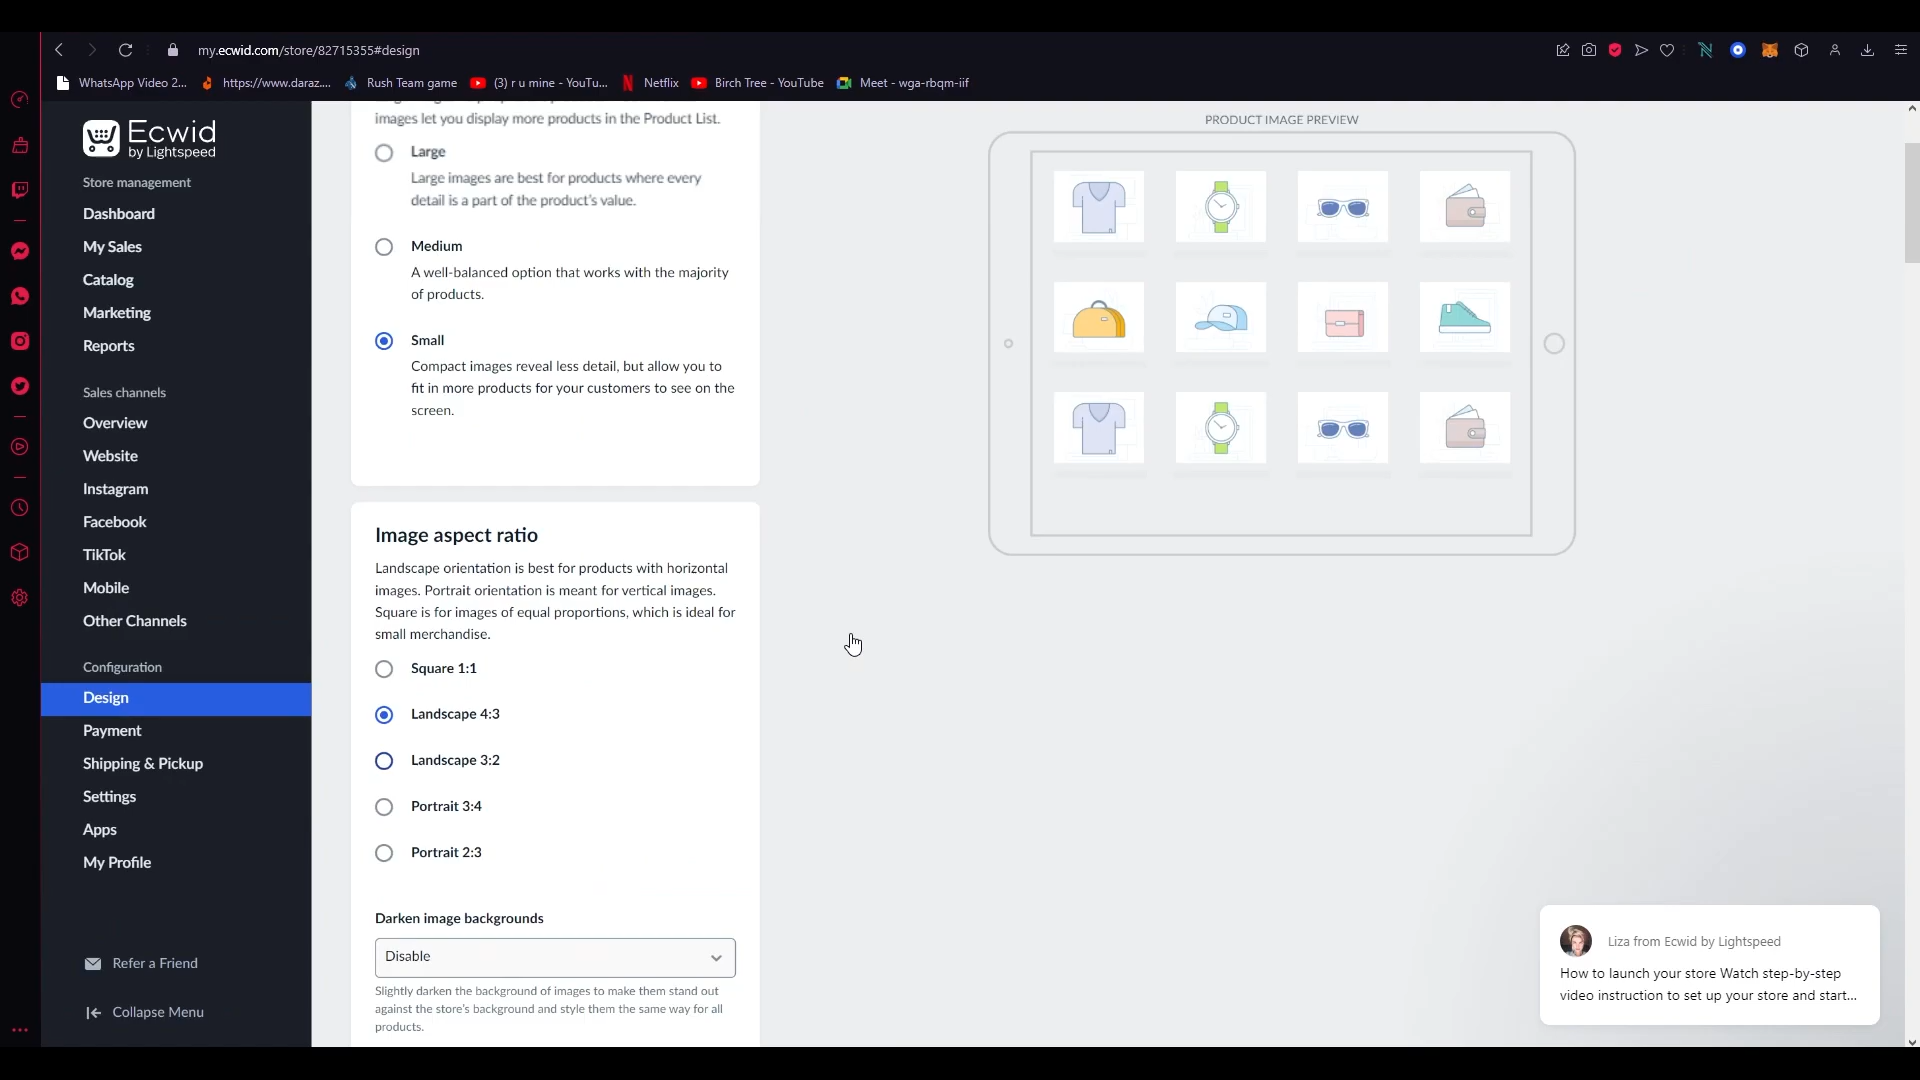 my.ecwid.com/store/82715355#design
WhatsApp Video 2... https://www.daraz.... Rush Team game (3) r u mine - YouTu... Netflix Birch Tree - YouTube Meet - wga-rbqm-iif
Ecwid
by Lightspeed
Store management
Dashboard
My Sales
Catalog
Marketing
Reports
Sales channels
Overview
Website
Instagram
Facebook
TikTok
Mobile
Other Channels
Configuration
Design
Payment
Shipping & Pickup
Settings
Apps
My Profile
Refer a Friend
Collapse Menu
images let you display more products in the Product List.
Large
Large images are best for products where every
detail is a part of the product's value.
Medium
A well-balanced option that works with the majority
of products.
Small
Compact images reveal less detail, but allow you to
fit in more products for your customers to see on the
screen.
Image aspect ratio
Landscape orientation is best for products with horizontal
images. Portrait orientation is meant for vertical images.
Square is for images of equal proportions, which is ideal for
small merchandise.
Square 1:1
Landscape 4:3
Landscape 3:2
Portrait 3:4
Portrait 2:3
Darken image backgrounds
Disable
Slightly darken the background of images to make them stand out
against the store's background and style them the same way for all
products.
PRODUCT IMAGE PREVIEW
Liza from Ecwid by Lightspeed
How to launch your store Watch step-by-step
video instruction to set up your store and start...